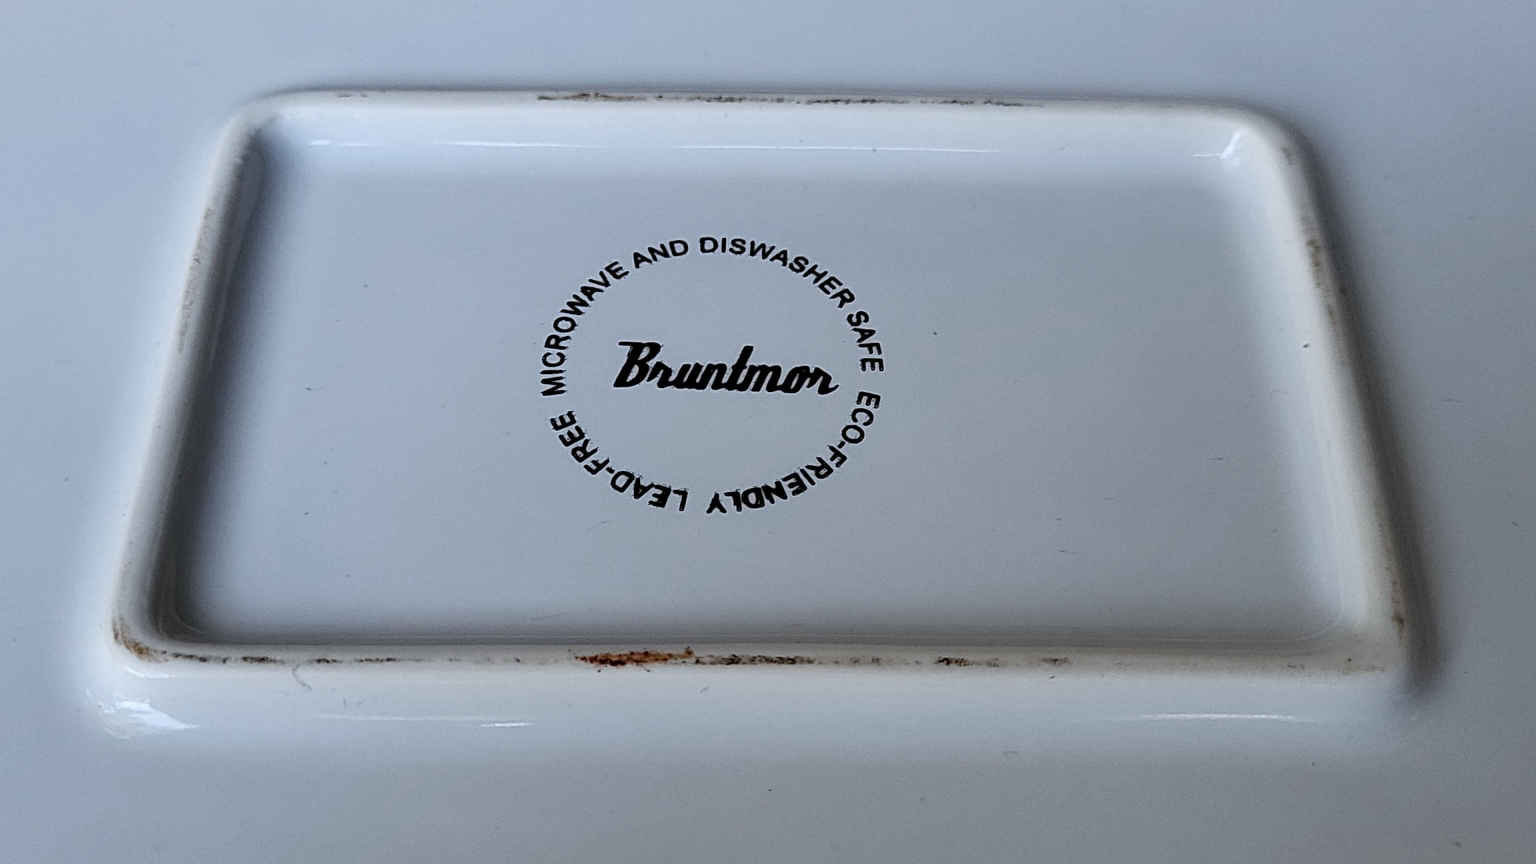 MICROWAVE AND DISWASHER SAFE
Bruntmor
ECO-FRIENDLY
LEAD-FREE